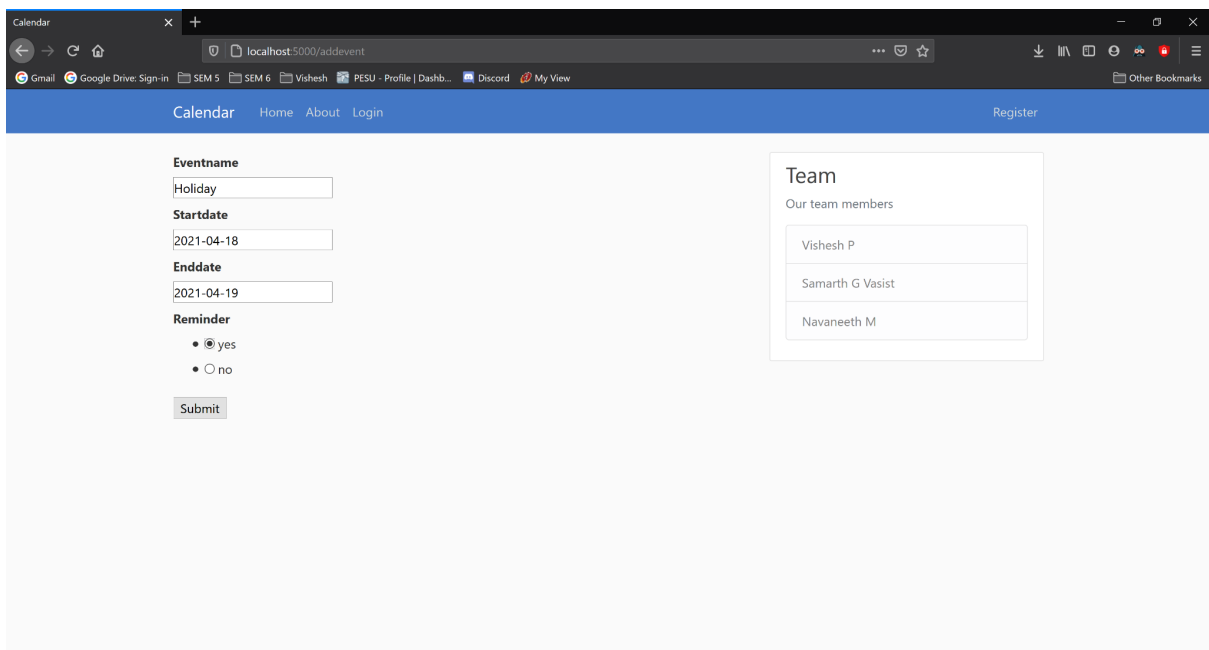 Calendar
localhost:5000/addevent
Gmail Google Drive: Sign-in SEM 5 SEM 6 Vishesh PESU - Profile | Dashb... Discord My View Other Bookmarks
Calendar Home About Login Register
Eventname
Holiday
Startdate
2021-04-18
Enddate
2021-04-19
Reminder
yes
no
Submit
Team
Our team members
Vishesh P
Samarth G Vasist
Navaneeth M